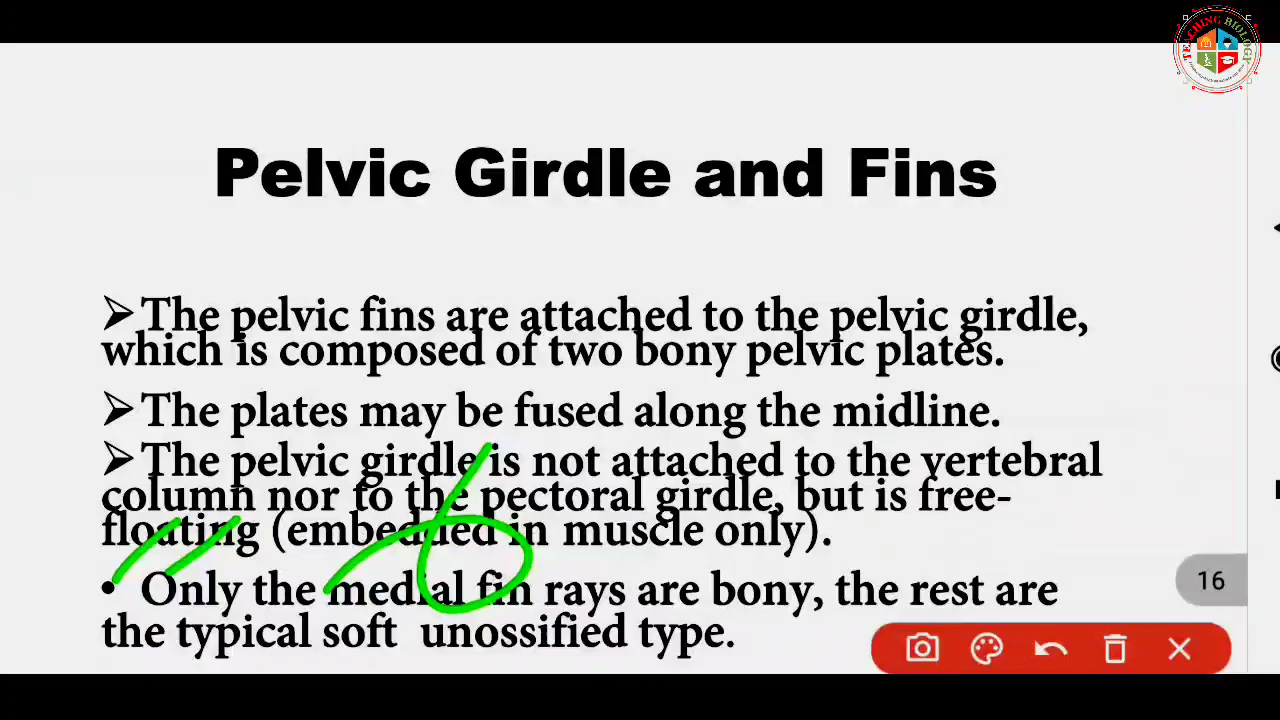 TEACHING BIOLOGY
Pelvic Girdle and Fins
➢The pelvic fins are attached to the pelvic girdle,
which is composed of two bony pelvic plates.
➢The plates may be fused along the midline.
➢The pelvic girdle is not attached to the vertebral
column nor to the pectoral girdle, but is free-
floating (embedded in muscle only).
• Only the medial fin rays are bony, the rest are
the typical soft unossified type.
16